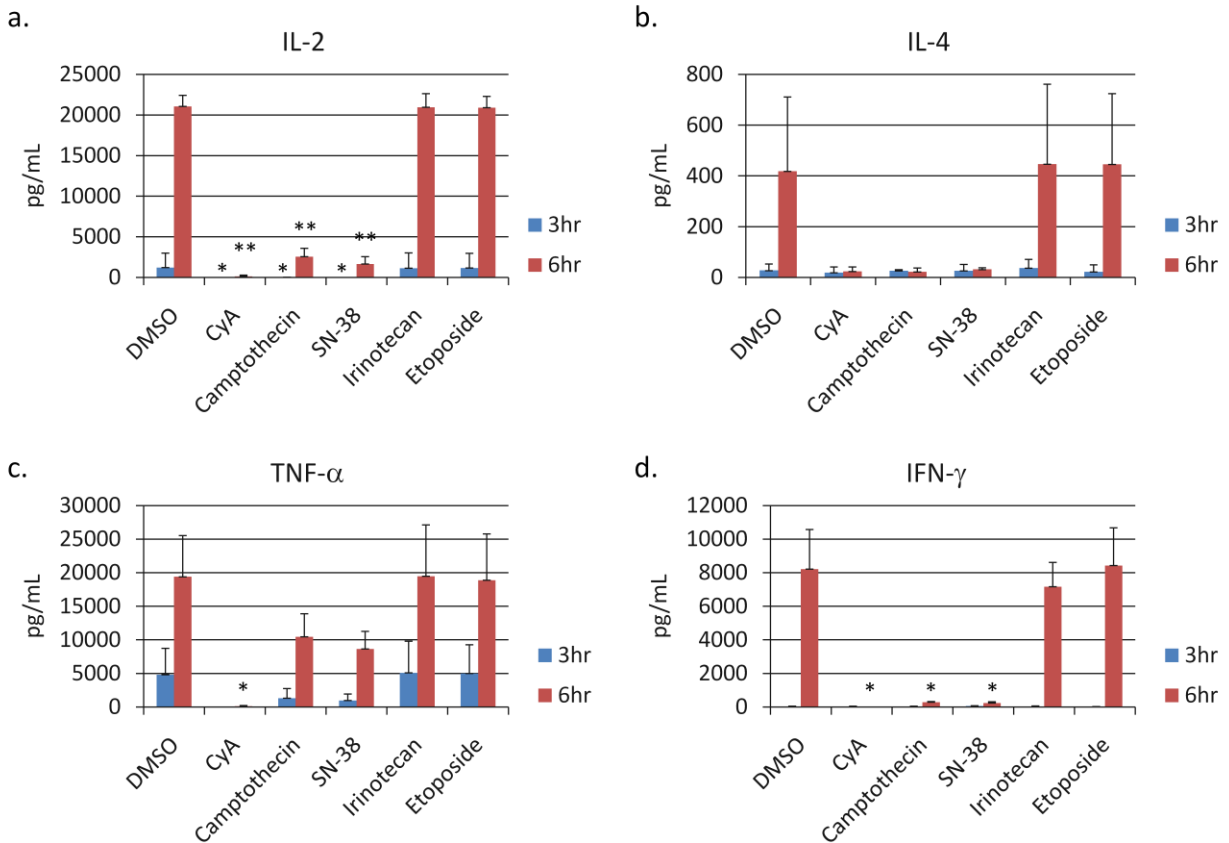 a.
IL-2
25000
20000
15000
10000
5000
0
pg/mL
* ** * ** * **
DMSO
CyA
Camptothecin
SN-38
Irinotecan
Etoposide
3hr
6hr
b.
IL-4
800
600
400
200
0
pg/mL
DMSO
CyA
Camptothecin
SN-38
Irinotecan
Etoposide
3hr
6hr
c.
TNF-α
30000
25000
20000
15000
10000
5000
0
pg/mL
*
DMSO
CyA
Camptothecin
SN-38
Irinotecan
Etoposide
3hr
6hr
d.
IFN-γ
12000
10000
8000
6000
4000
2000
0
pg/mL
* * *
DMSO
CyA
Camptothecin
SN-38
Irinotecan
Etoposide
3hr
6hr